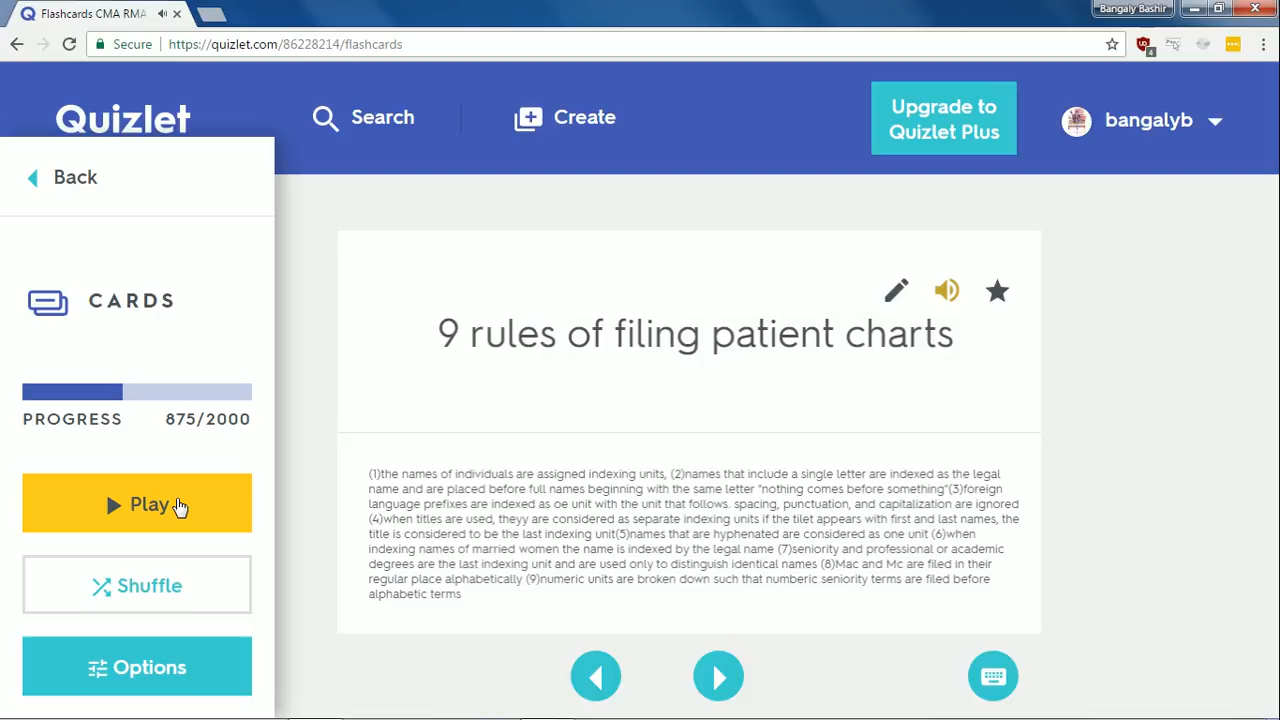 Flashcards CMA RMA
Bangaly Bashir
Secure
https://quizlet.com/86228214/flashcards
4
Quizlet
Search
Create
Upgrade to
Quizlet Plus
bangalyb
Back
CARDS
PROGRESS 875/2000
Play
Shuffle
Options
9 rules of filing patient charts
(1)the names of individuals are assigned indexing units, (2)names that include a single letter are indexed as the legal
name and are placed before full names beginning with the same letter "nothing comes before something"(3)foreign
language prefixes are indexed as oe unit with the unit that follows. spacing, punctuation, and capitalization are ignored
(4)when titles are used, theyy are considered as separate indexing units if the tilet appears with first and last names, the
title is considered to be the last indexing unit(5)names that are hyphenated are considered as one unit (6)when
indexing names of married women the name is indexed by the legal name (7)seniority and professional or academic
degrees are the last indexing unit and are used only to distinguish identical names (8)Mac and Mc are filed in their
regular place alphabetically (9)numeric units are broken down such that numberic seniority terms are filed before
alphabetic terms